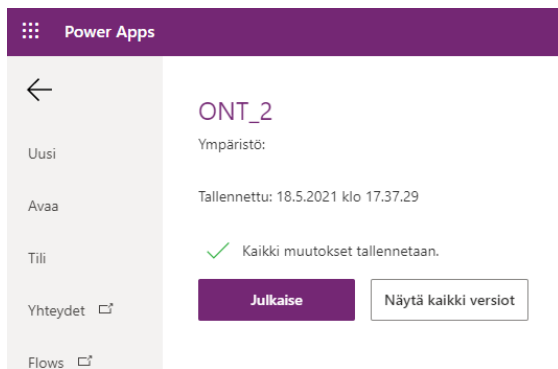 Power Apps
ONT_2
Ympäristö:
Uusi
Tallennettu: 18.5.2021 klo 17.37.29
Avaa
Kaikki muutokset tallennetaan.
Tili
Julkaise
Näytä kaikki versiot
Yhteydet
Flows